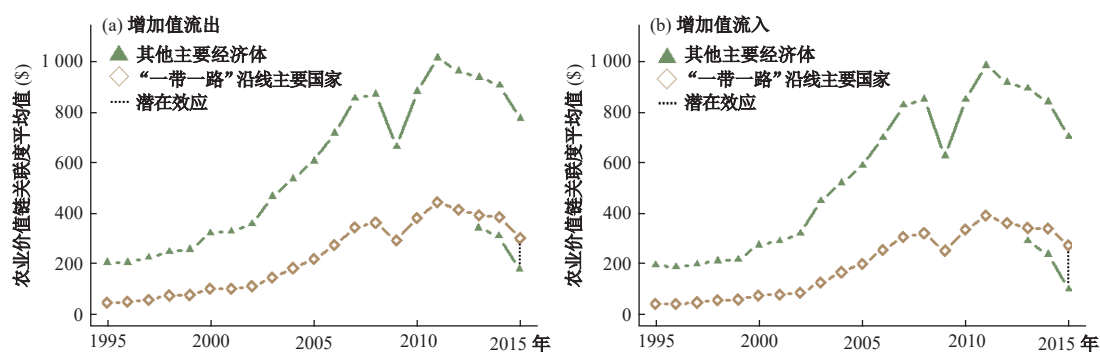 (a) 增加值流出
其他主要经济体
“一带一路”沿线主要国家
潜在效应
农业价值链关联度平均值 ($)
1 000
800
600
400
200
0
1995
2000
2005
2010
2015 年
(b) 增加值流入
其他主要经济体
“一带一路”沿线主要国家
潜在效应
农业价值链关联度平均值 ($)
1 000
800
600
400
200
0
1995
2000
2005
2010
2015 年